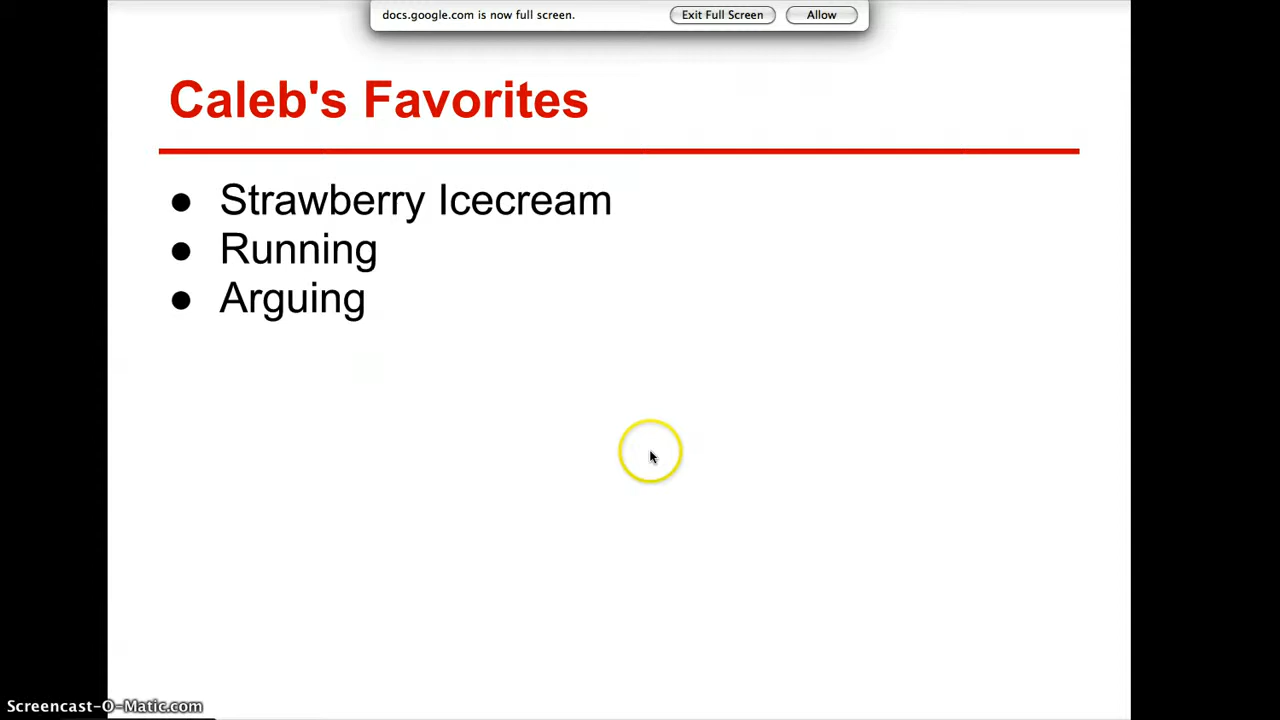 docs.google.com is now full screen. Exit Full Screen Allow
Caleb's Favorites
● Strawberry Icecream
● Running
● Arguing
Screencast-O-Matic.com